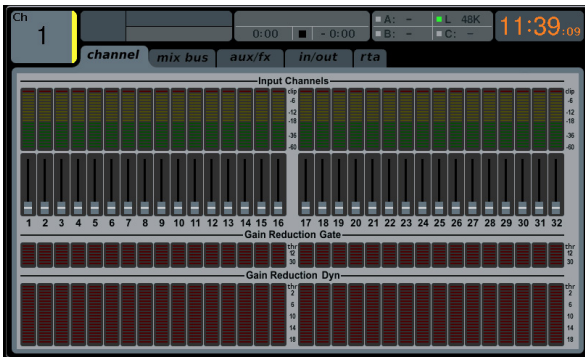 Ch
1
0:00 - 0:00
A: - L 48K
B: - C: -
11:39:09
channel mix bus aux/fx in/out rta
Input Channels
clip clip
-6 -6
-12 -12
-18 -18
-36 -36
-60 -60
1 2 3 4 5 6 7 8 9 10 11 12 13 14 15 16 17 18 19 20 21 22 23 24 25 26 27 28 29 30 31 32
Gain Reduction Gate
thr thr
12 12
30 30
Gain Reduction Dyn
thr thr
2 2
6 6
10 10
14 14
18 18